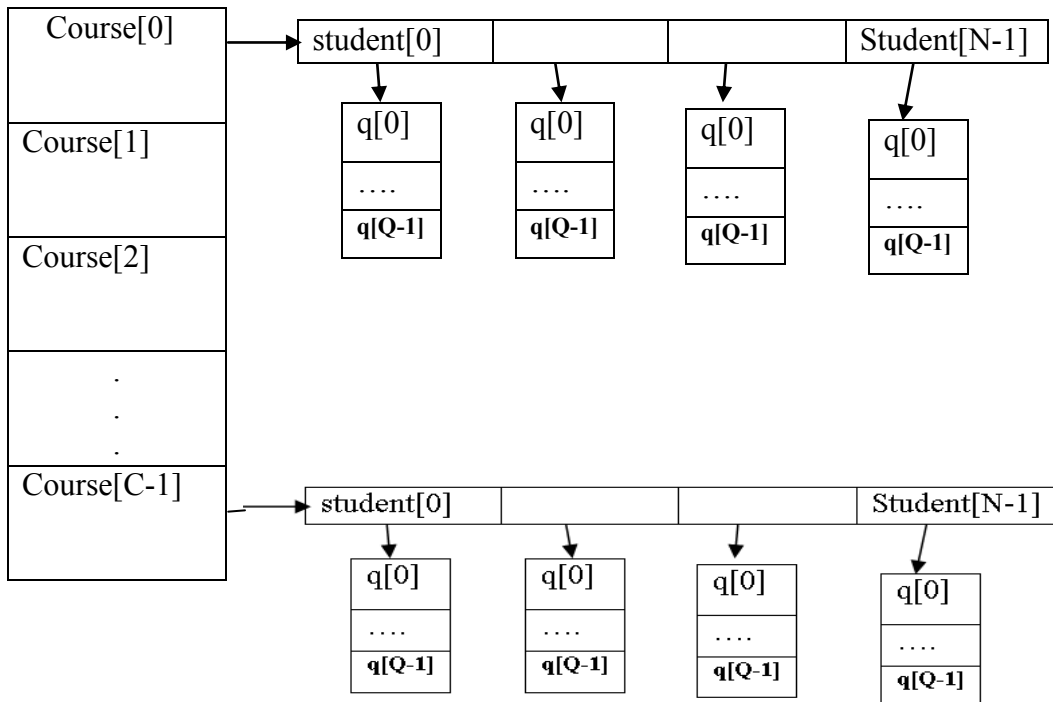 Course[0]
student[0]
Student[N-1]
q[0]
q[0]
q[0]
q[0]
....
....
....
....
q[Q-1]
q[Q-1]
q[Q-1]
q[Q-1]
Course[1]
Course[2]
.
.
.
Course[C-1]
student[0]
Student[N-1]
q[0]
q[0]
q[0]
q[0]
....
....
....
....
q[Q-1]
q[Q-1]
q[Q-1]
q[Q-1]